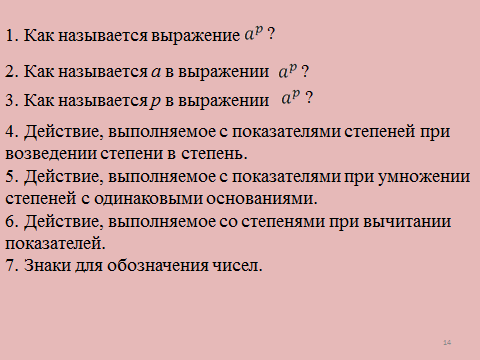 1. Как называется выражение aᵖ ?
2. Как называется a в выражении aᵖ ?
3. Как называется p в выражении aᵖ ?
4. Действие, выполняемое с показателями степеней при
возведении степени в степень.
5. Действие, выполняемое с показателями при умножении
степеней с одинаковыми основаниями.
6. Действие, выполняемое со степенями при вычитании
показателей.
7. Знаки для обозначения чисел.
14